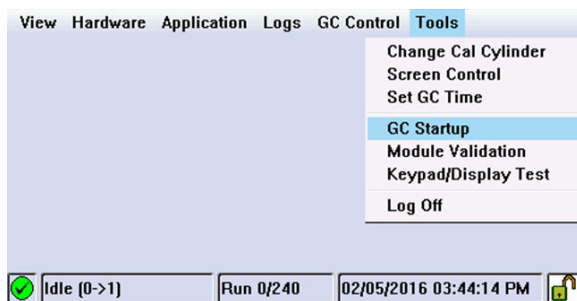 View Hardware Application Logs GC Control Tools
Change Cal Cylinder
Screen Control
Set GC Time
GC Startup
Module Validation
Keypad/Display Test
Log Off
Idle (0->1) Run 0/240 02/05/2016 03:44:14 PM